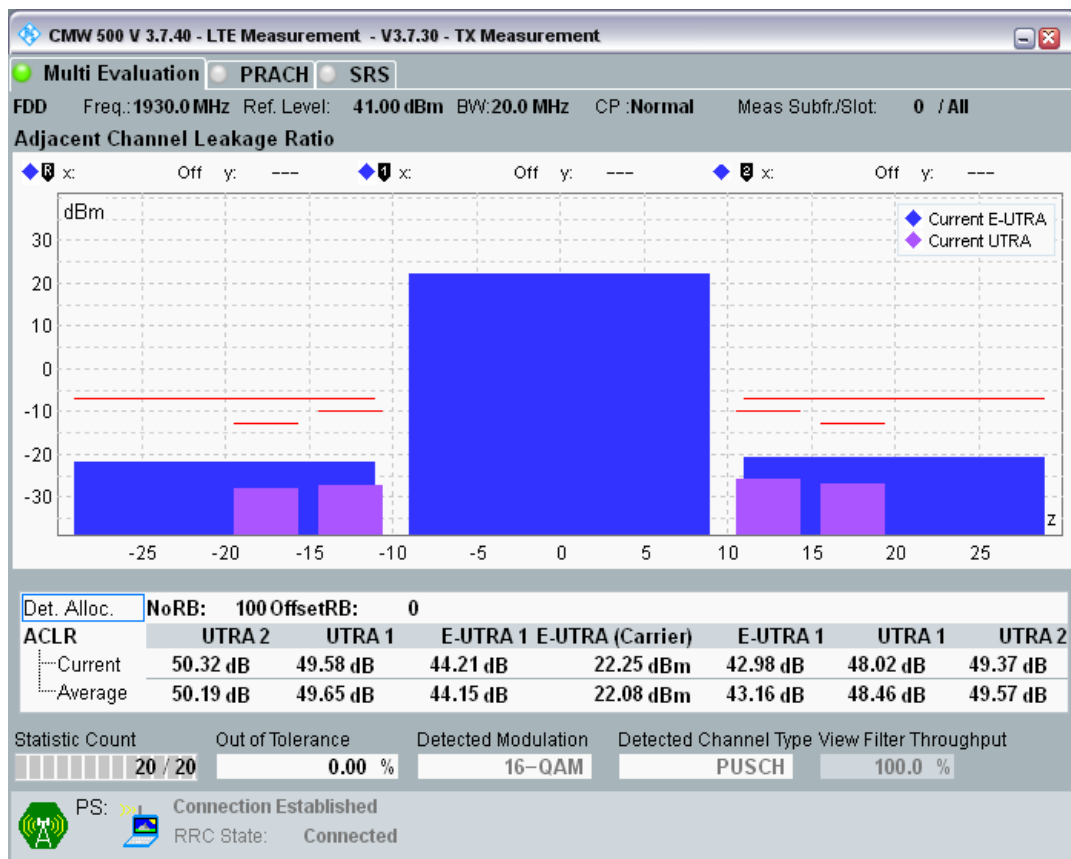 CMW 500 V 3.7.40 - LTE Measurement - V3.7.30 - TX Measurement
Multi Evaluation PRACH SRS
FDD Freq.:1930.0 MHz Ref. Level: 41.00 dBm BW:20.0 MHz CP :Normal Meas Subfr./Slot: 0 / All
Adjacent Channel Leakage Ratio
R x: Off y: --- 1 x: Off y: --- 2 x: Off y: ---
dBm
Current E-UTRA
Current UTRA
30
20
10
0
-10
-20
-30
z
-25 -20 -15 -10 -5 0 5 10 15 20 25
Det. Alloc. NoRB: 100 OffsetRB: 0
ACLR UTRA 2 UTRA 1 E-UTRA 1 E-UTRA (Carrier) E-UTRA 1 UTRA 1 UTRA 2
Current 50.32 dB 49.58 dB 44.21 dB 22.25 dBm 42.98 dB 48.02 dB 49.37 dB
Average 50.19 dB 49.65 dB 44.15 dB 22.08 dBm 43.16 dB 48.46 dB 49.57 dB
Statistic Count Out of Tolerance Detected Modulation Detected Channel Type View Filter Throughput
20 / 20 0.00 % 16-QAM PUSCH 100.0 %
PS: Connection Established
RRC State: Connected